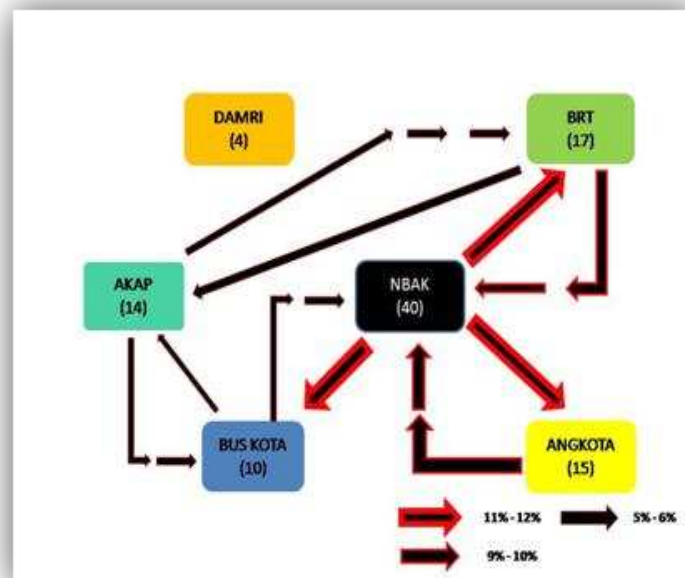 DAMRI
(4)
BRT
(17)
AKAP
(14)
NBAK
(40)
BUS KOTA
(10)
ANGKOTA
(15)
11%-12%
5%-6%
9%-10%